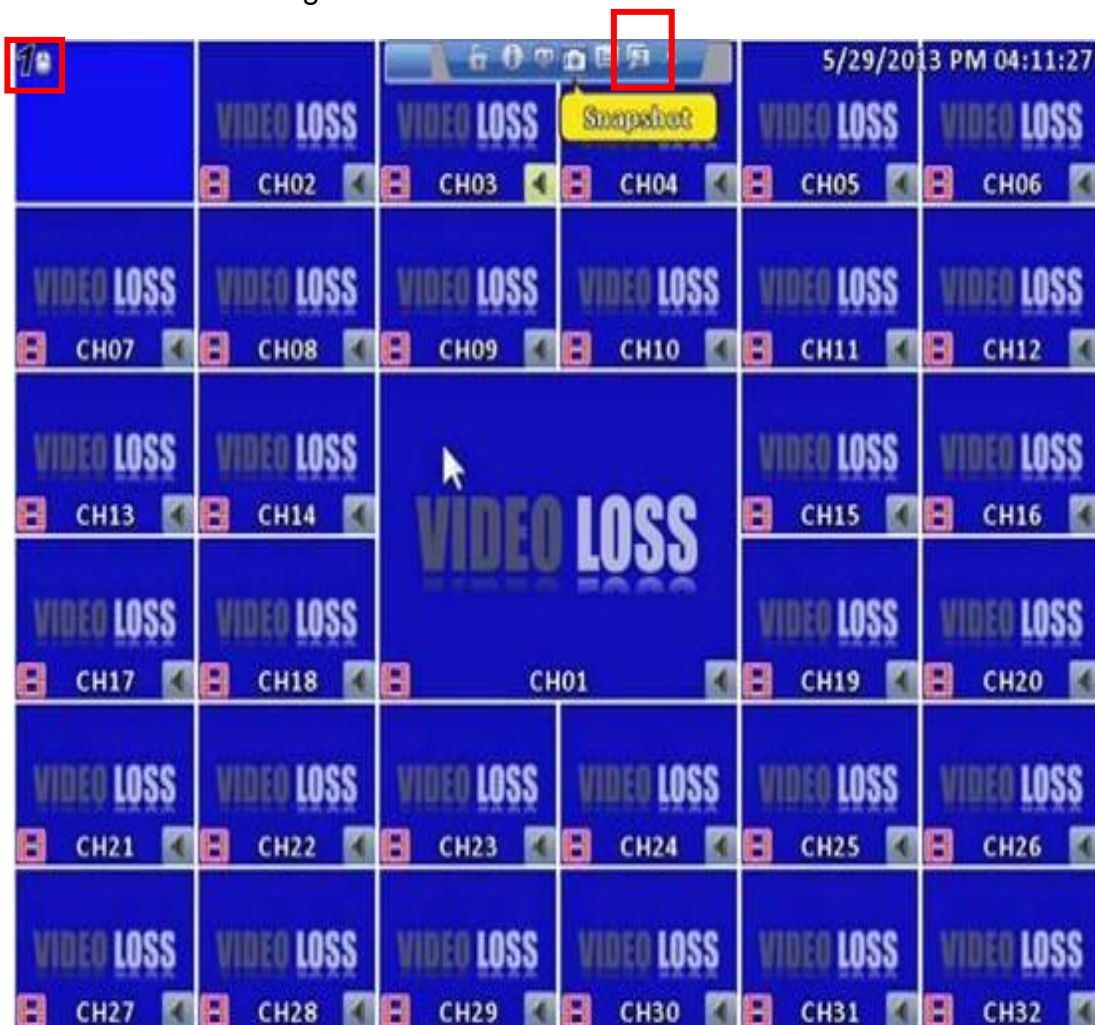 1
5/29/2013 PM 04:11:27
Snapshot
VIDEO LOSS VIDEO LOSS VIDEO LOSS VIDEO LOSS
CH02 CH03 CH04 CH05 CH06
VIDEO LOSS VIDEO LOSS VIDEO LOSS VIDEO LOSS VIDEO LOSS VIDEO LOSS
CH07 CH08 CH09 CH10 CH11 CH12
VIDEO LOSS VIDEO LOSS VIDEO LOSS VIDEO LOSS
CH13 CH14 CH15 CH16
VIDEO LOSS
VIDEO LOSS VIDEO LOSS VIDEO LOSS VIDEO LOSS
CH17 CH18 CH01 CH19 CH20
VIDEO LOSS VIDEO LOSS VIDEO LOSS VIDEO LOSS VIDEO LOSS VIDEO LOSS
CH21 CH22 CH23 CH24 CH25 CH26
VIDEO LOSS VIDEO LOSS VIDEO LOSS VIDEO LOSS VIDEO LOSS VIDEO LOSS
CH27 CH28 CH29 CH30 CH31 CH32